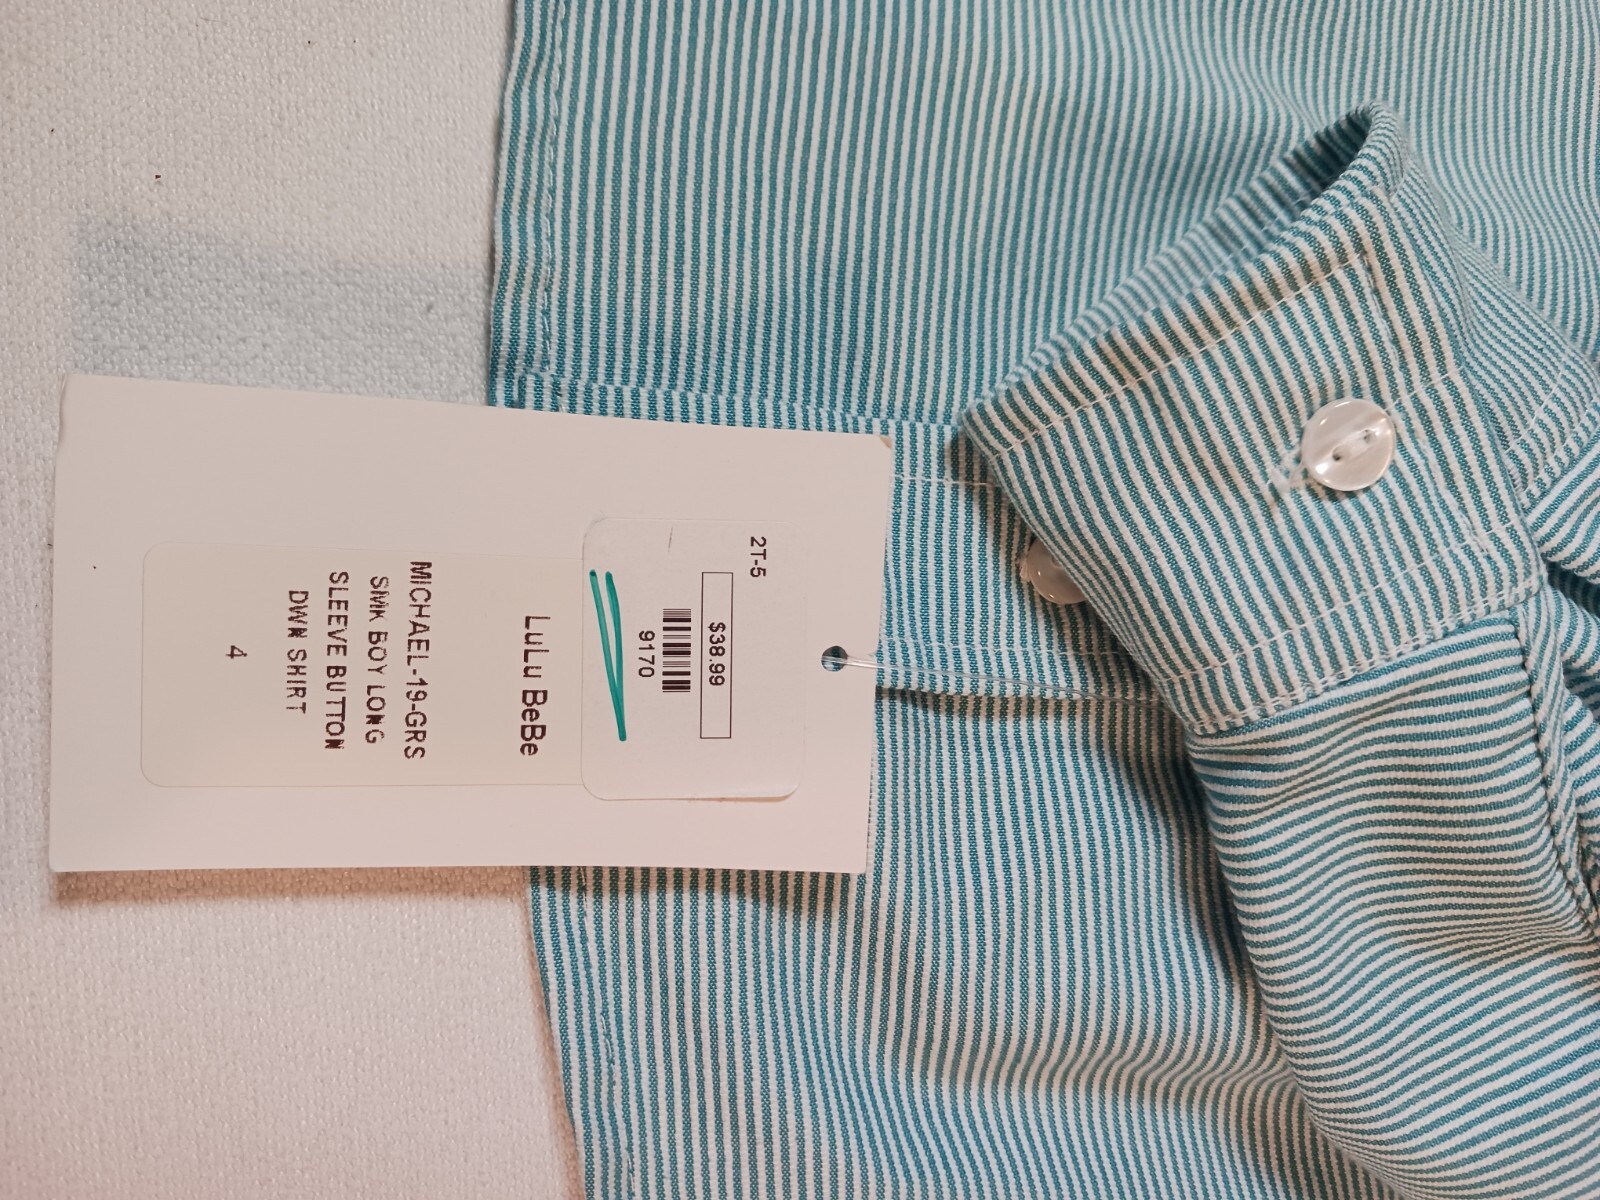 2T-5
$38.99
9170
LuLu BeBe
MICHAEL-19-GRS
SMK BOY LONG
SLEEVE BUTTON
DWN SHIRT
4